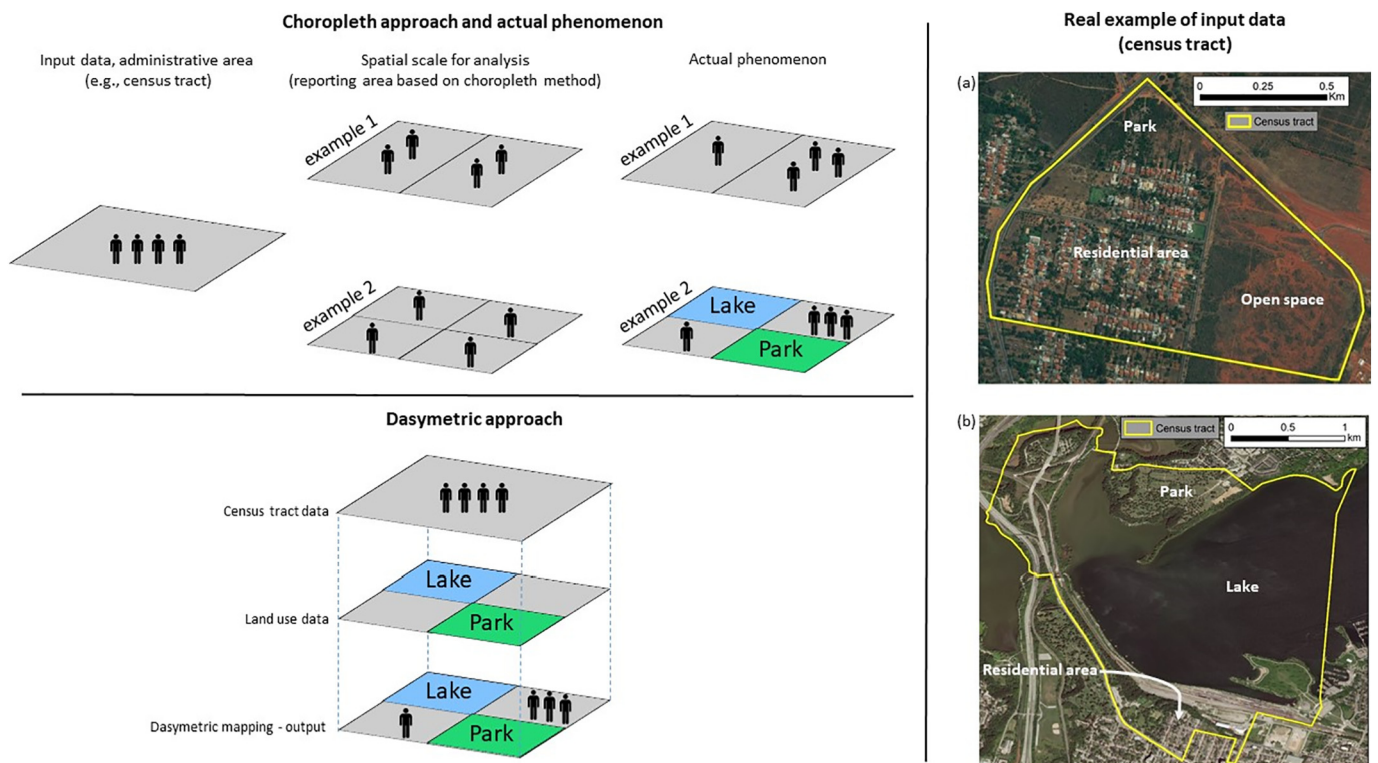 Choropleth approach and actual phenomenon
Input data, administrative area
(e.g., census tract)
Spatial scale for analysis
(reporting area based on choropleth method)
Actual phenomenon
example 1
example 1
example 2
example 2
Lake
Park
Dasymetric approach
Census tract data
Land use data
Lake
Park
Dasymetric mapping - output
Lake
Park
Real example of input data
(census tract)
(a)
0 0.25 0.5
Km
Census tract
Park
Residential area
Open space
(b)
Census tract
0 0.5 1
km
Park
Lake
Residential area